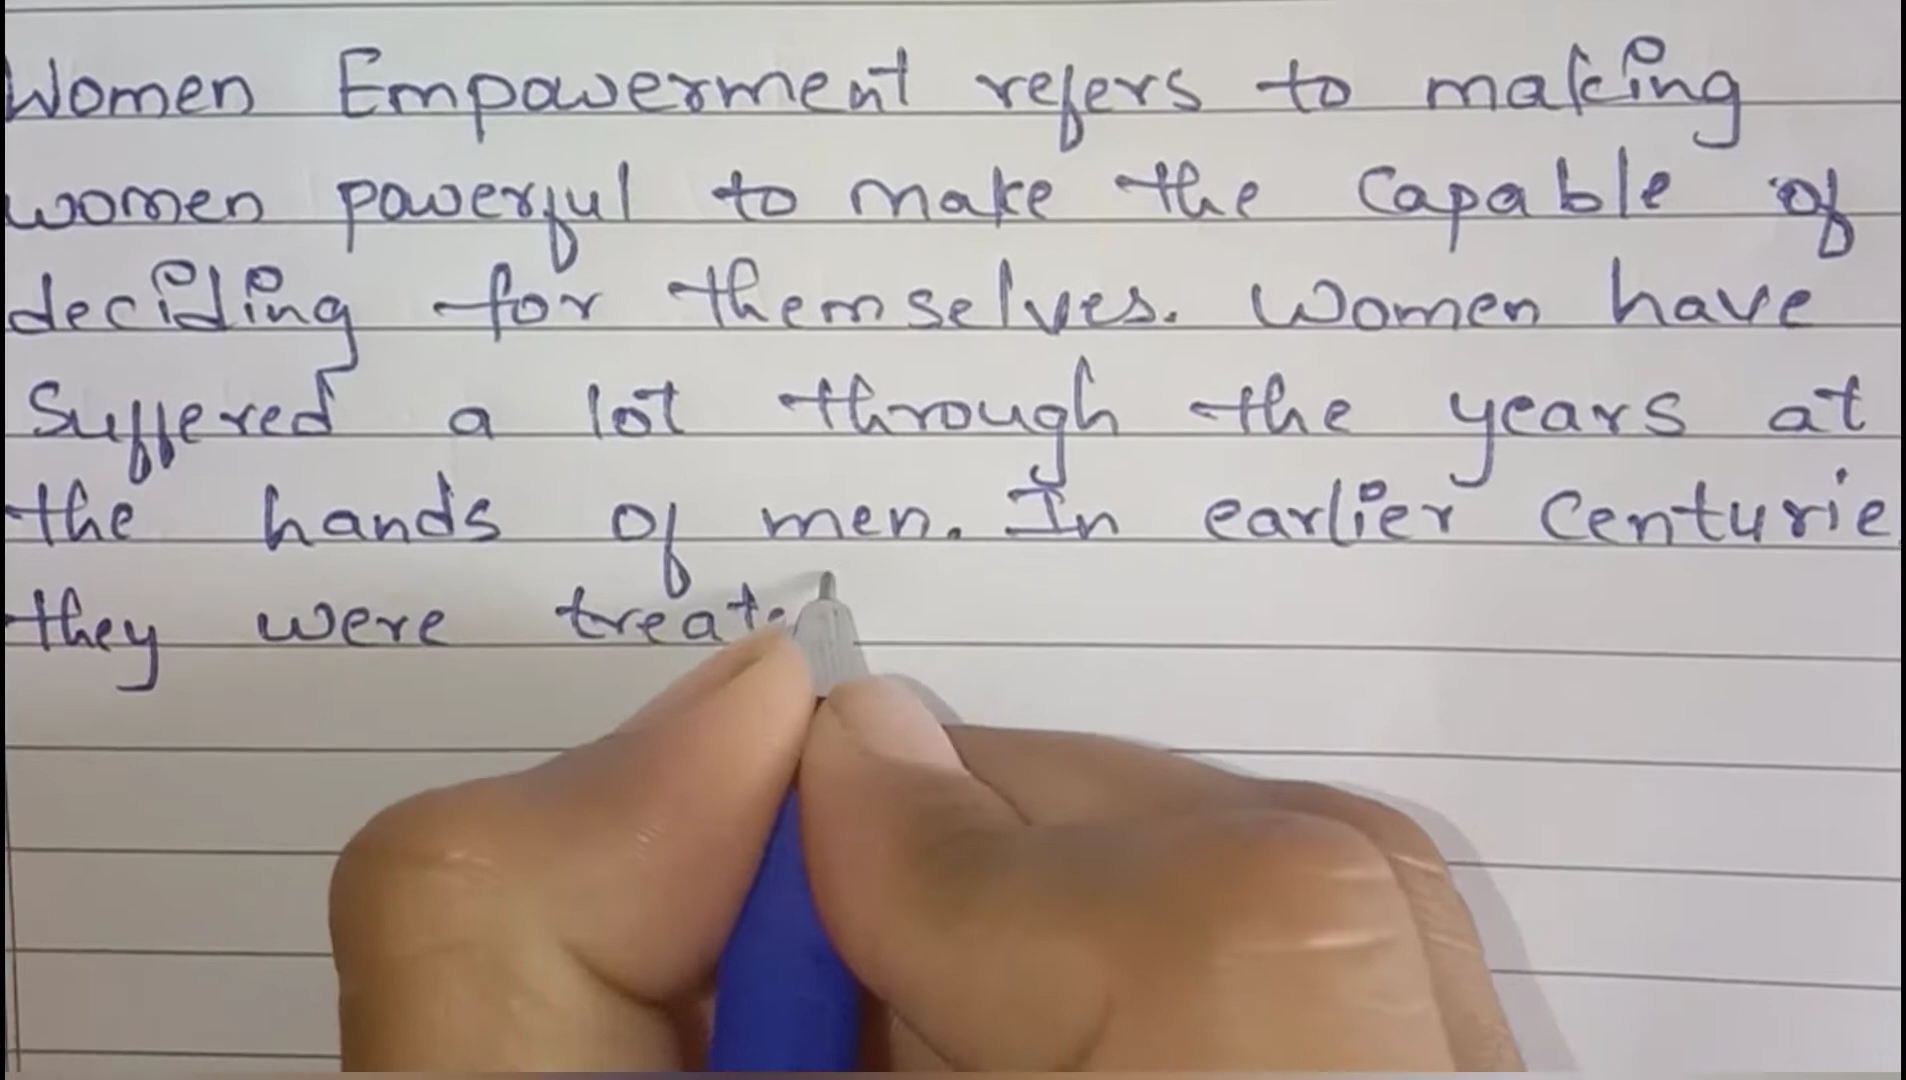 Women Empowerment refers to making
women powerful to make the capable of
deciding for themselves. Women have
Suffered a lot through the years at
the hands of men. In earlier Centurie
they were